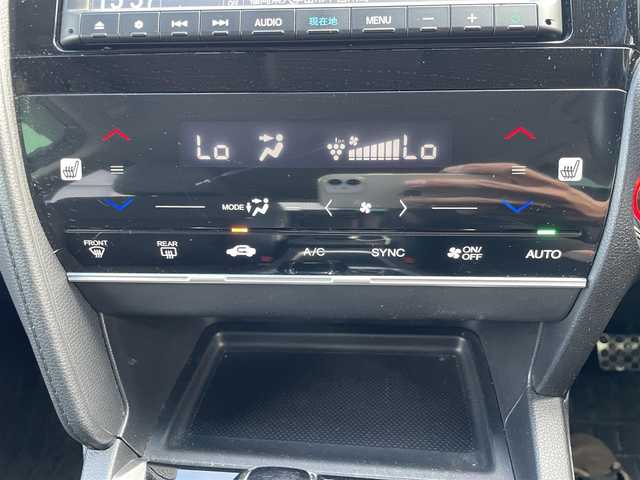 AUDIO 現在地 MENU − +
Lo Lo
MODE
FRONT REAR A/C SYNC ON/OFF AUTO